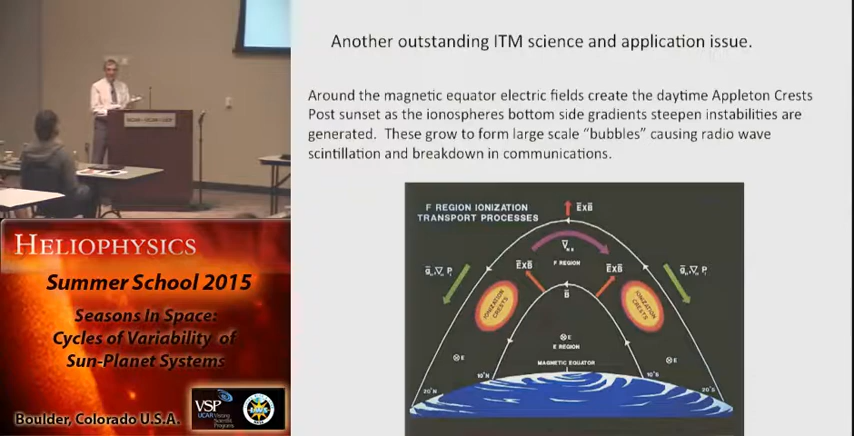 Another outstanding ITM science and application issue.
Around the magnetic equator electric fields create the daytime Appleton Crests
Post sunset as the ionospheres bottom side gradients steepen instabilities are
generated. These grow to form large scale "bubbles" causing radio wave
scintillation and breakdown in communications.
F REGION IONIZATION
TRANSPORT PROCESSES
E̅xB̅
F REGION
E̅xB̅
E̅xB̅
IONIZATION
CRESTS
IONIZATION
CRESTS
B̅
⊗E
E REGION
⊗E
⊗E
MAGNETIC EQUATOR
20°N
10°N
10°S
20°S
HELIOPHYSICS
Summer School 2015
Seasons In Space:
Cycles of Variability of
Sun-Planet Systems
Boulder, Colorado U.S.A.
VSP
UCAR Visiting
Scientist
Programs